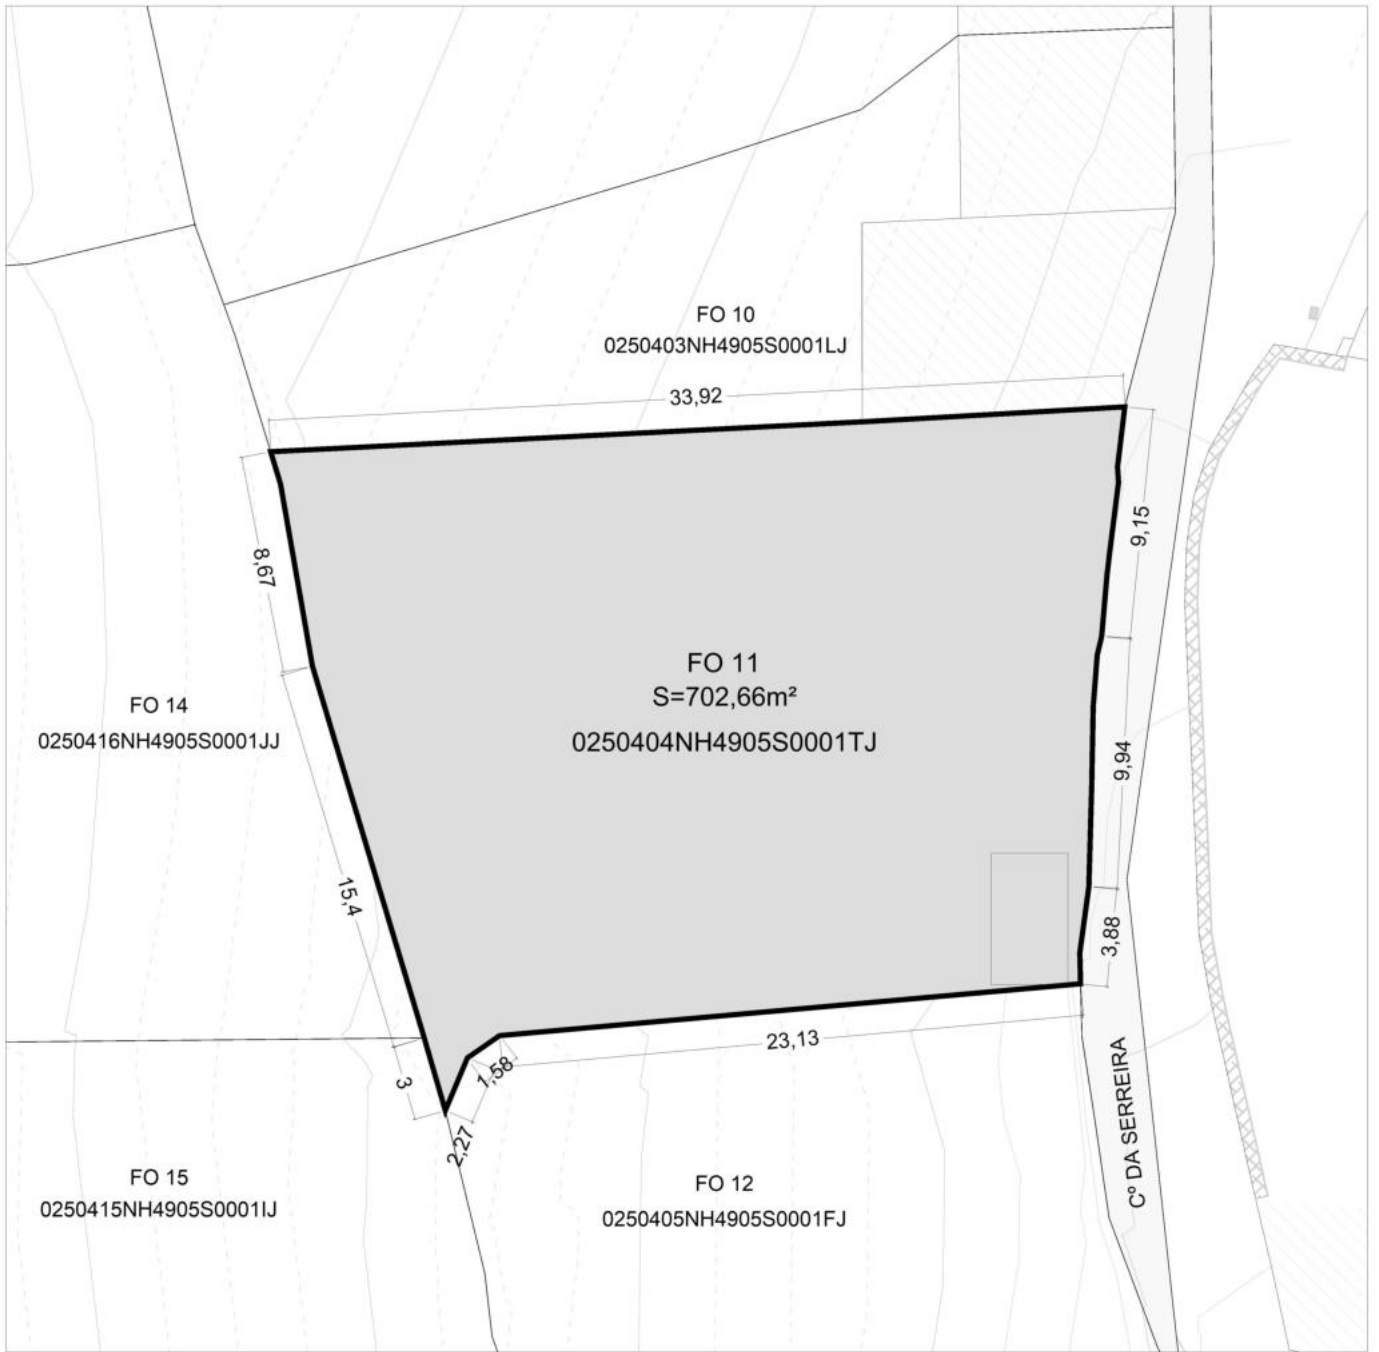 FO 10
0250403NH4905S0001LJ
33,92
9,15
8,67
FO 11
S=702,66m²
0250404NH4905S0001TJ
FO 14
0250416NH4905S0001JJ
9,94
15,4
3,88
23,13
1,58
3
2,27
Cº DA SERREIRA
FO 15
0250415NH4905S0001IJ
FO 12
0250405NH4905S0001FJ